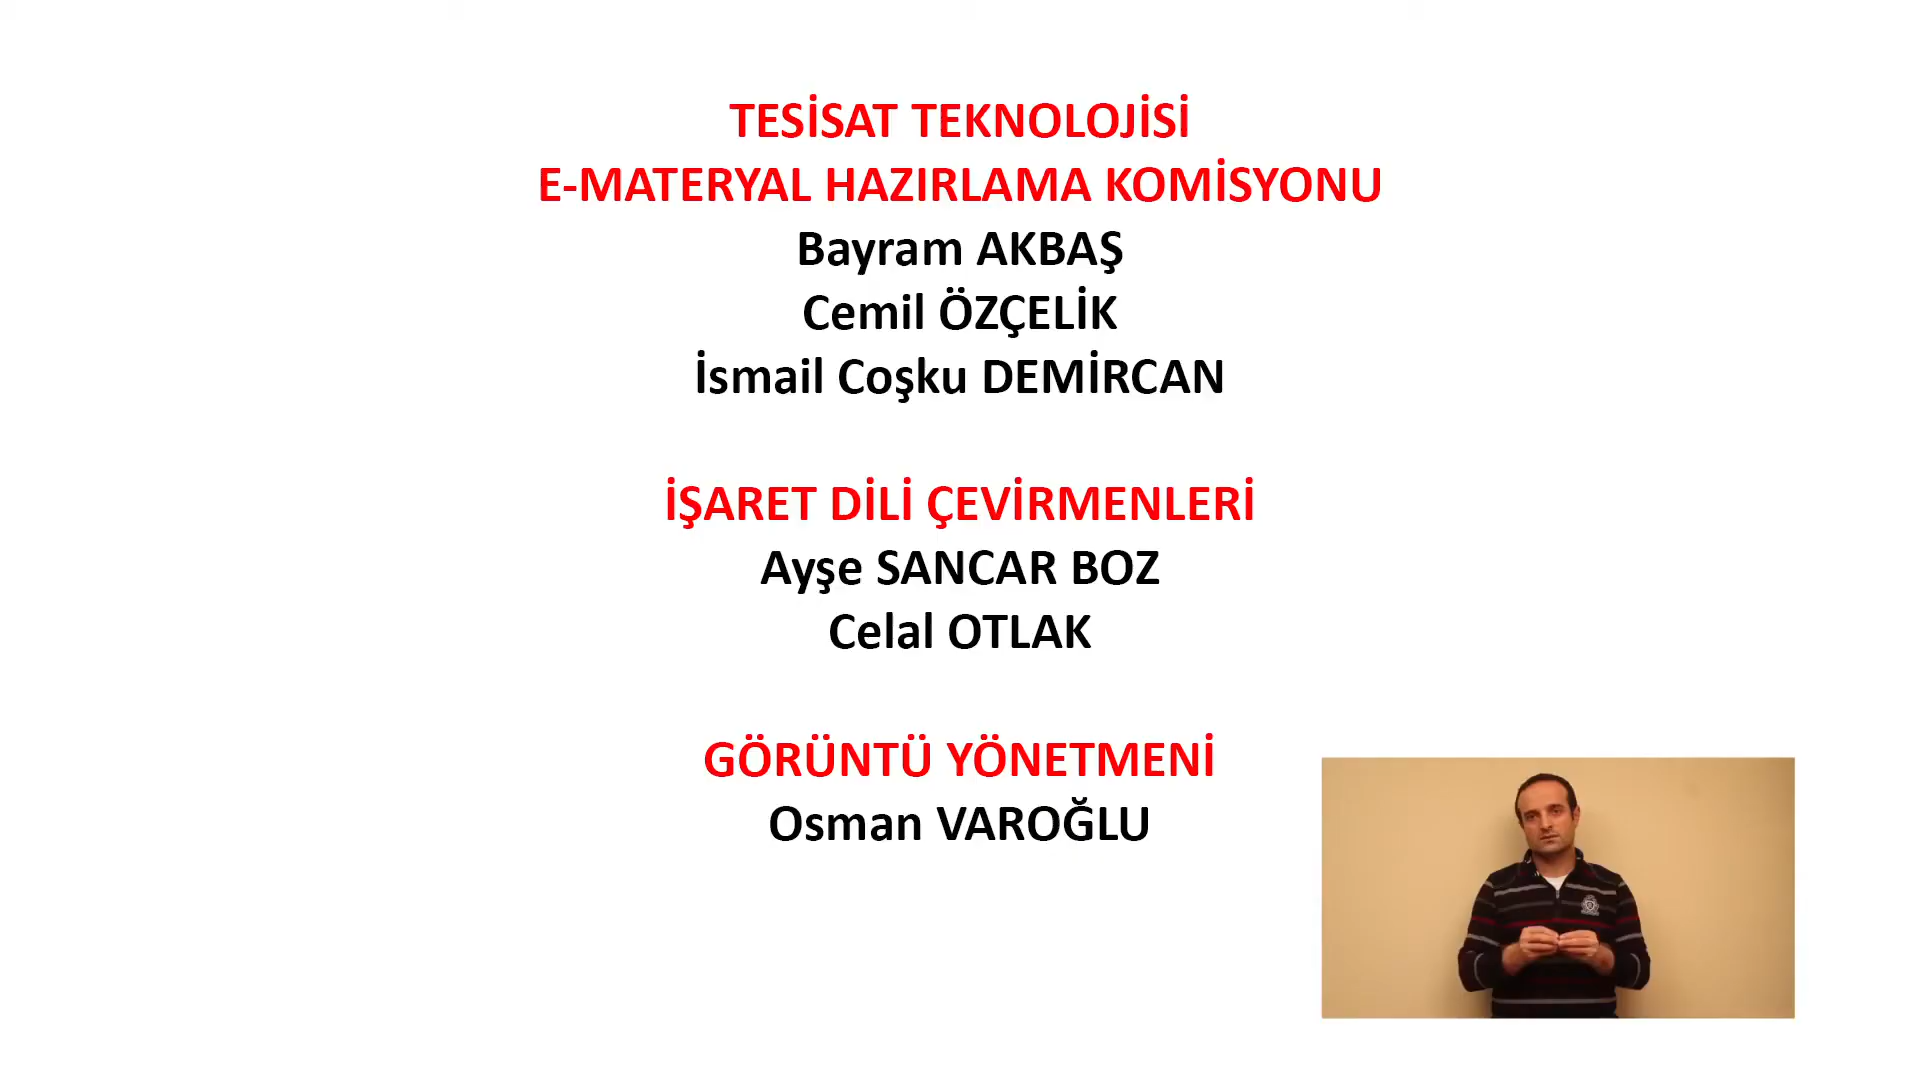 TESİSAT TEKNOLOJİSİ
E-MATERYAL HAZIRLAMA KOMİSYONU
Bayram AKBAŞ
Cemil ÖZÇELİK
İsmail Coşku DEMİRCAN
İŞARET DİLİ ÇEVİRMENLERİ
Ayşe SANCAR BOZ
Celal OTLAK
GÖRÜNTÜ YÖNETMENİ
Osman VAROĞLU